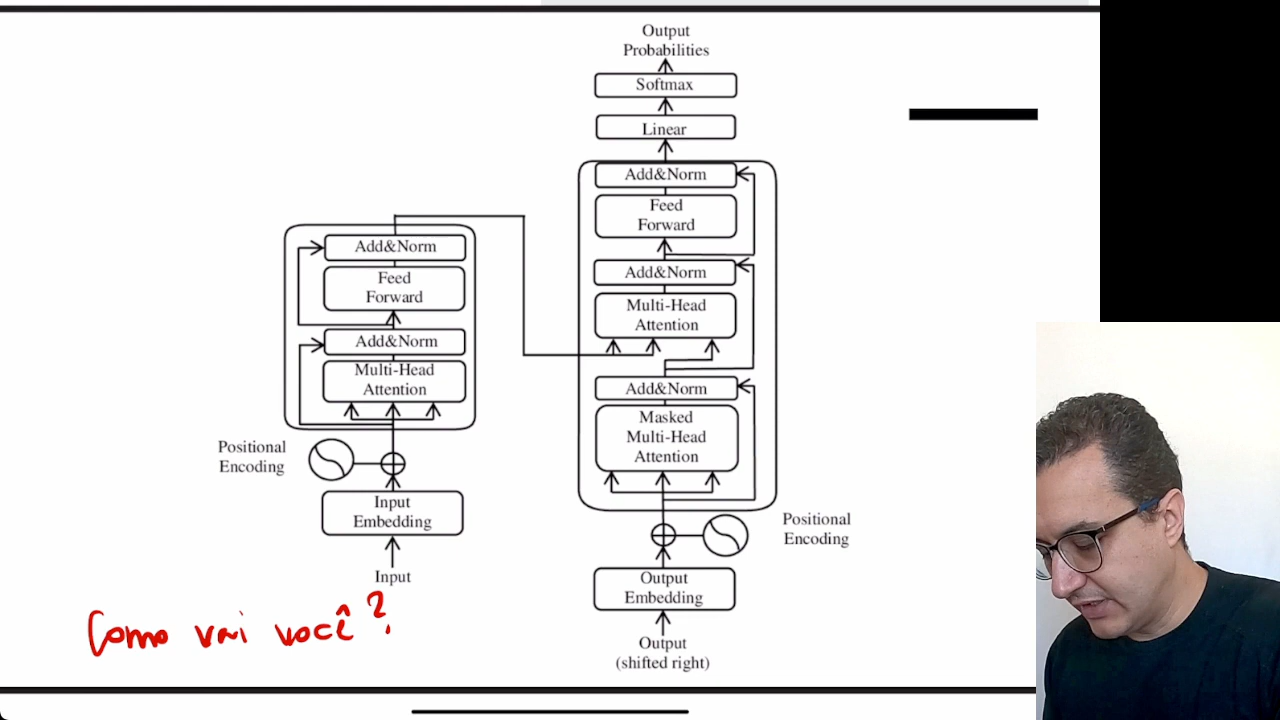 Output
Probabilities
Softmax
Linear
Add&Norm
Feed
Forward
Add&Norm
Multi-Head
Attention
Add&Norm
Masked
Multi-Head
Attention
Positional
Encoding
Output
Embedding
Output
(shifted right)
Add&Norm
Feed
Forward
Add&Norm
Multi-Head
Attention
Positional
Encoding
Input
Embedding
Input
Como vai você?